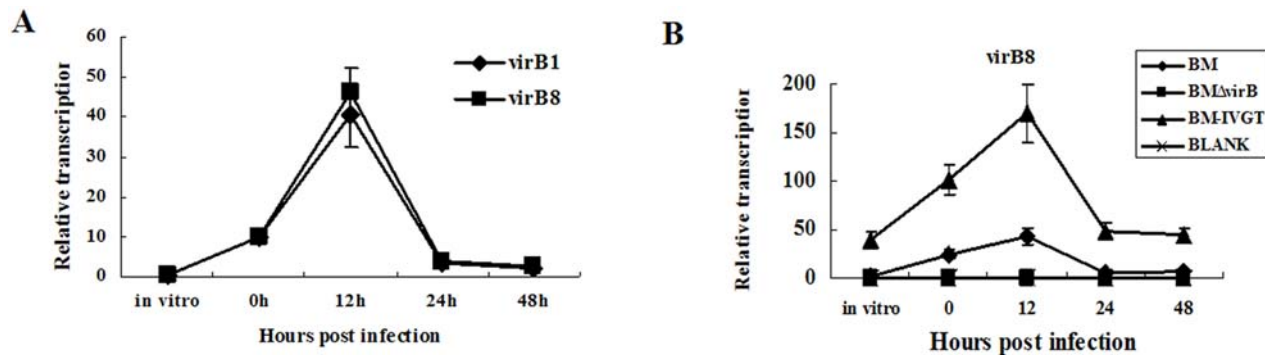 A
60
50
40
30
20
10
0
Relative transcriptior
virB1
virB8
in vitro 0h 12h 24h 48h
Hours post infection
B
virB8
200
150
100
50
0
Relative transcriptior
BM
BMΔvirB
BM-IVGT
BLANK
in vitro 0 12 24 48
Hours post infection